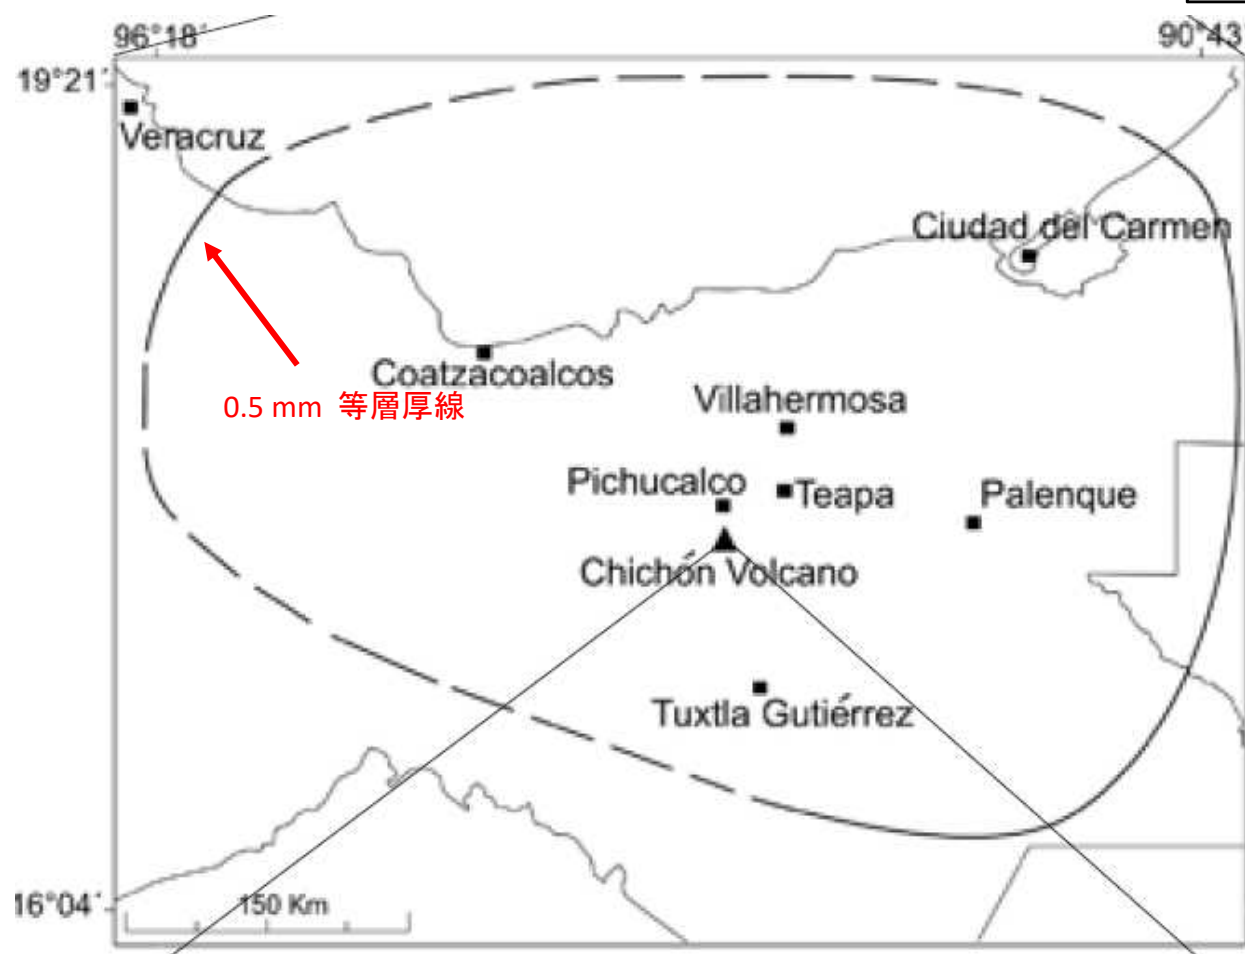 96°18´
90°43
19°21´
Veracruz
Ciudad del Carmen
Coatzacoalcos
0.5 mm 等層厚線
Villahermosa
Pichucalco
Teapa
Palenque
Chichón Volcano
Tuxtla Gutiérrez
16°04´
150 Km